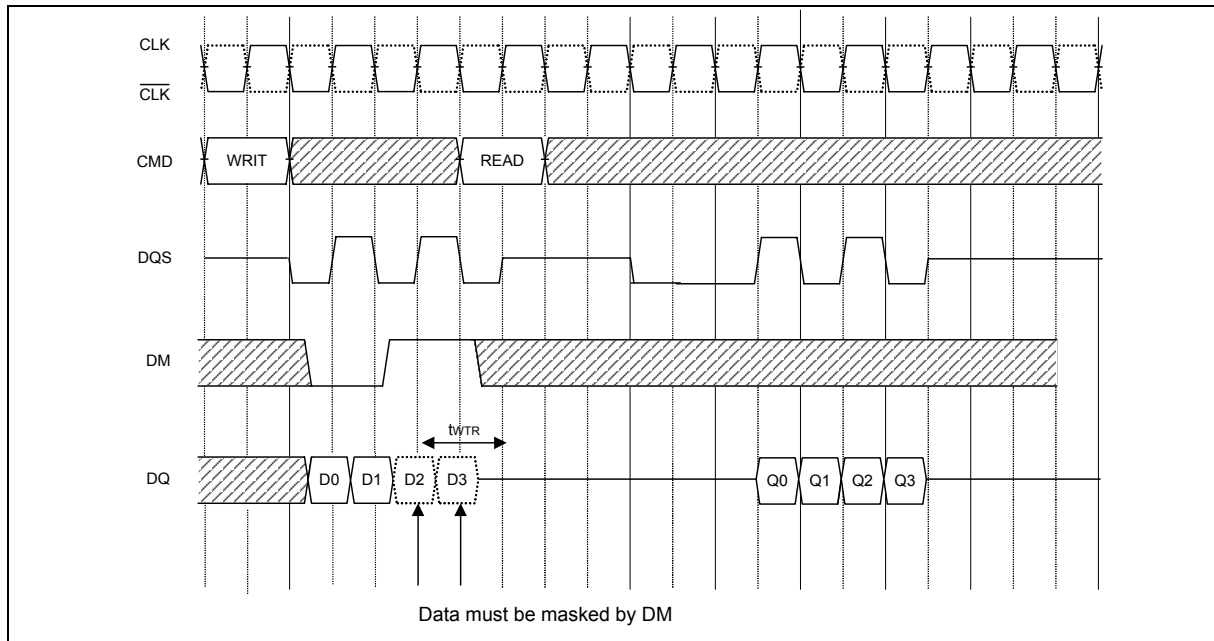 CLK
CLK
CMD WRIT READ
DQS
DM
tWTR
DQ D0 D1 D2 D3 Q0 Q1 Q2 Q3
Data must be masked by DM